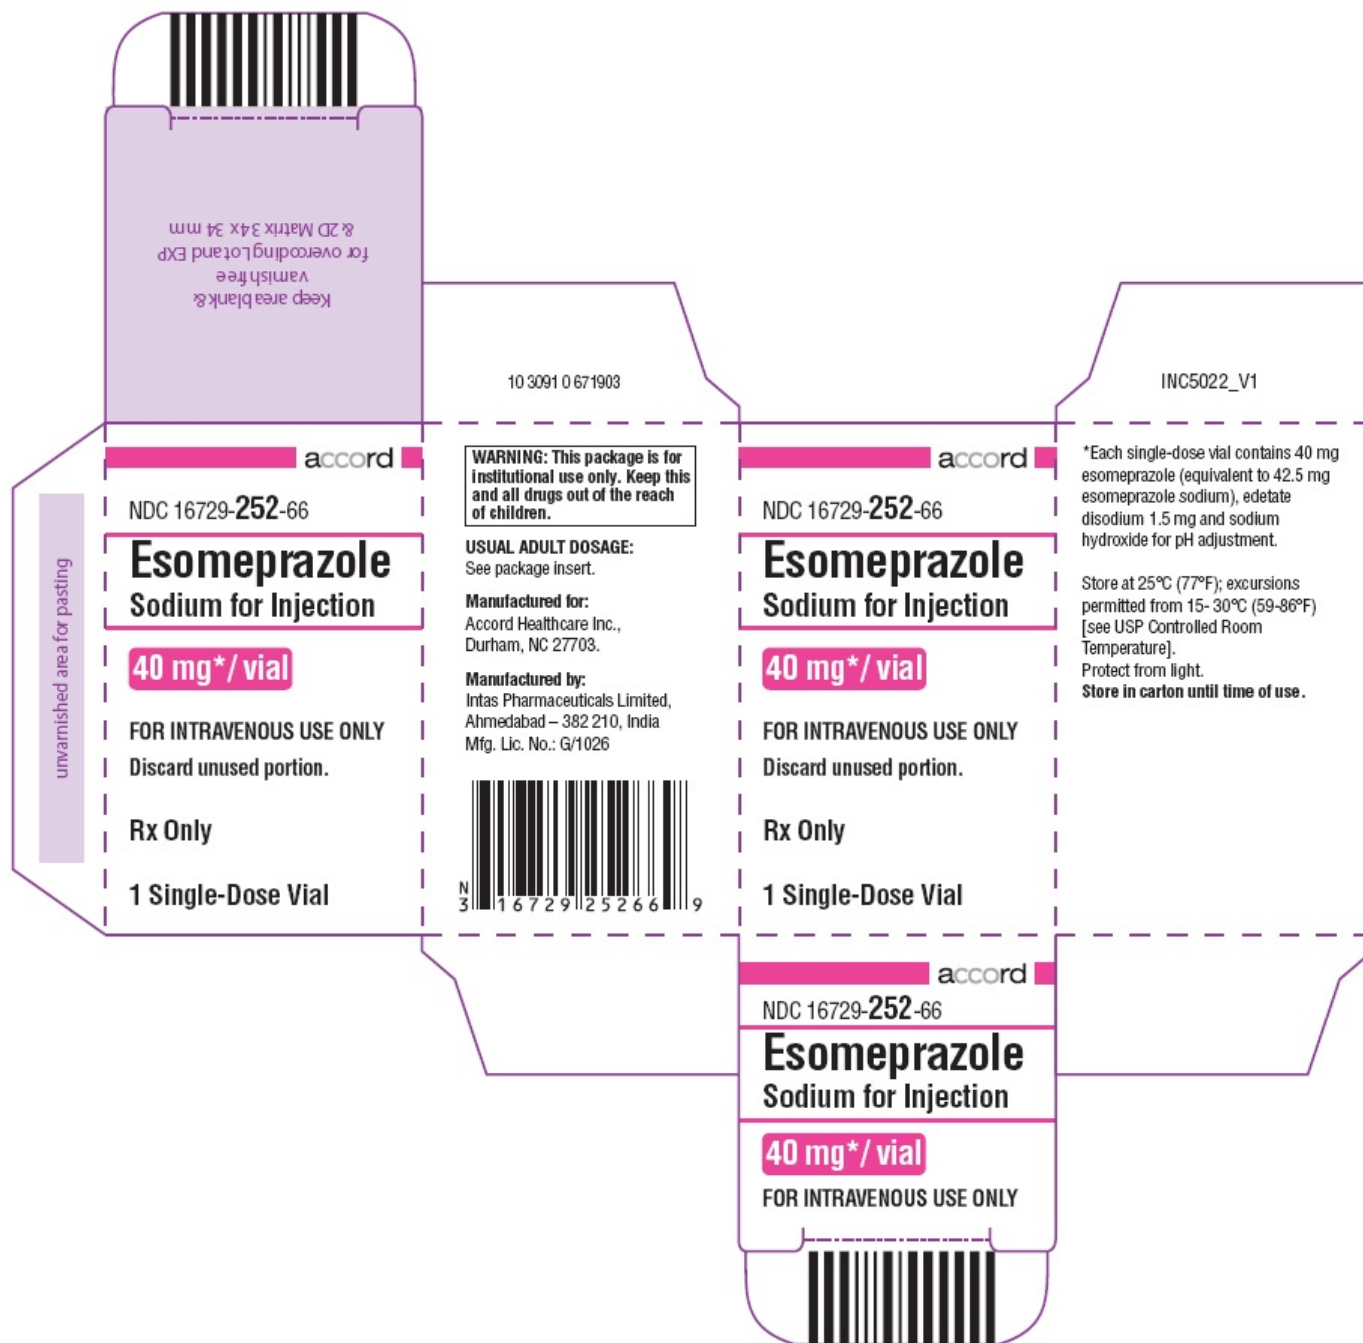 Keep area blank &
varnish free
for overcoding Lot and EXP
& 2D Matrix 34 x 34 mm
unvarnished area for pasting
accord
NDC 16729-252-66
Esomeprazole
Sodium for Injection
40 mg*/ vial
FOR INTRAVENOUS USE ONLY
Discard unused portion.
Rx Only
1 Single-Dose Vial
10 3091 0 671903
WARNING: This package is for
institutional use only. Keep this
and all drugs out of the reach
of children.
USUAL ADULT DOSAGE:
See package insert.
Manufactured for:
Accord Healthcare Inc.,
Durham, NC 27703.
Manufactured by:
Intas Pharmaceuticals Limited,
Ahmedabad – 382 210, India
Mfg. Lic. No.: G/1026
N
3 16729 25266 9
accord
NDC 16729-252-66
Esomeprazole
Sodium for Injection
40 mg*/ vial
FOR INTRAVENOUS USE ONLY
Discard unused portion.
Rx Only
1 Single-Dose Vial
INC5022_V1
*Each single-dose vial contains 40 mg
esomeprazole (equivalent to 42.5 mg
esomeprazole sodium), edetate
disodium 1.5 mg and sodium
hydroxide for pH adjustment.
Store at 25°C (77°F); excursions
permitted from 15- 30°C (59-86°F)
[see USP Controlled Room
Temperature].
Protect from light.
Store in carton until time of use.
accord
NDC 16729-252-66
Esomeprazole
Sodium for Injection
40 mg*/ vial
FOR INTRAVENOUS USE ONLY